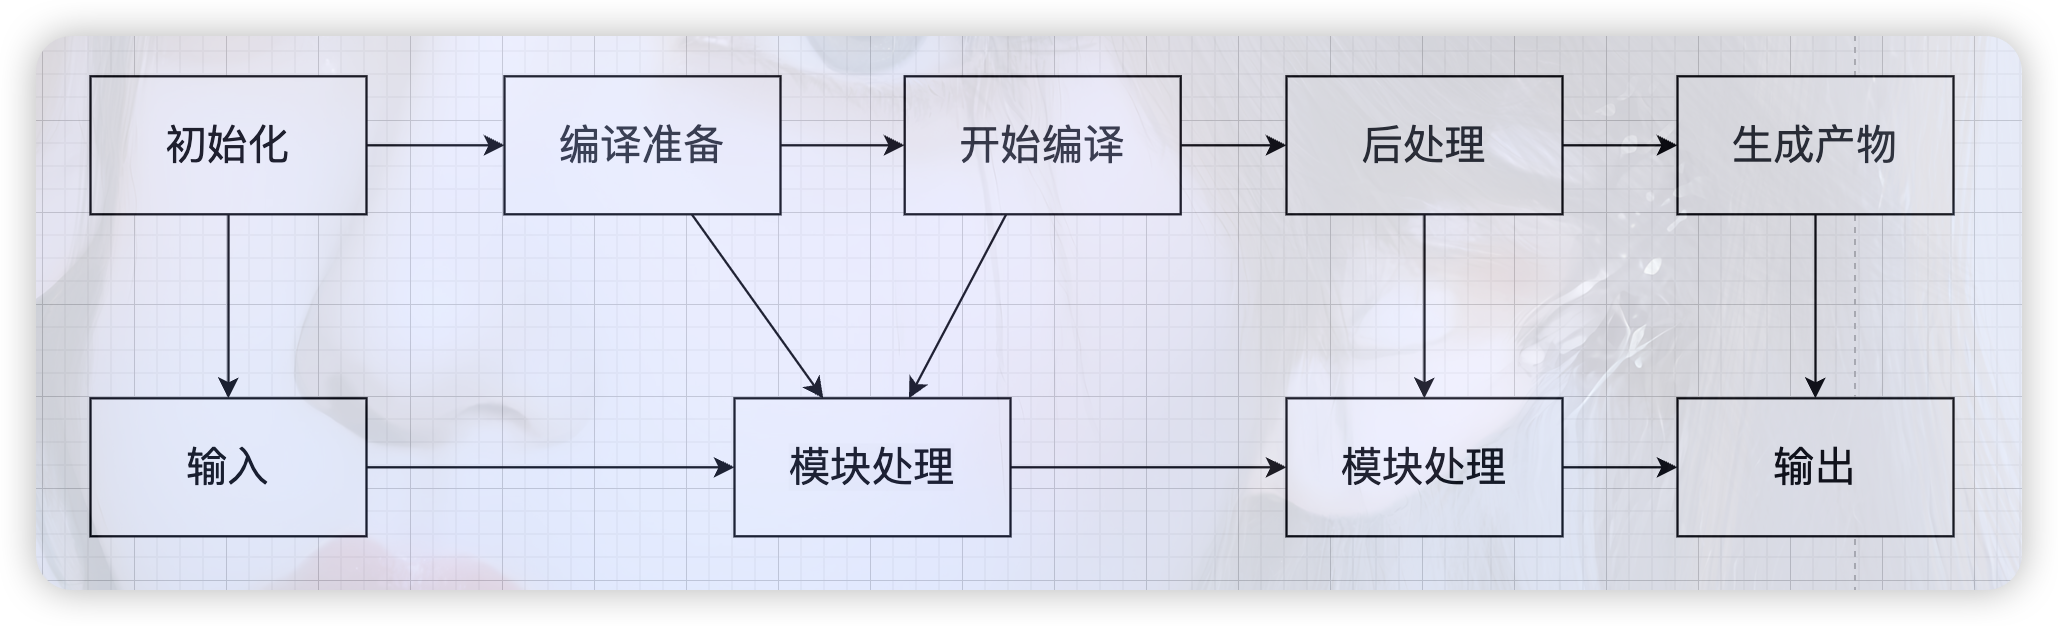 初始化
编译准备
开始编译
后处理
生成产物
输入
模块处理
模块处理
输出